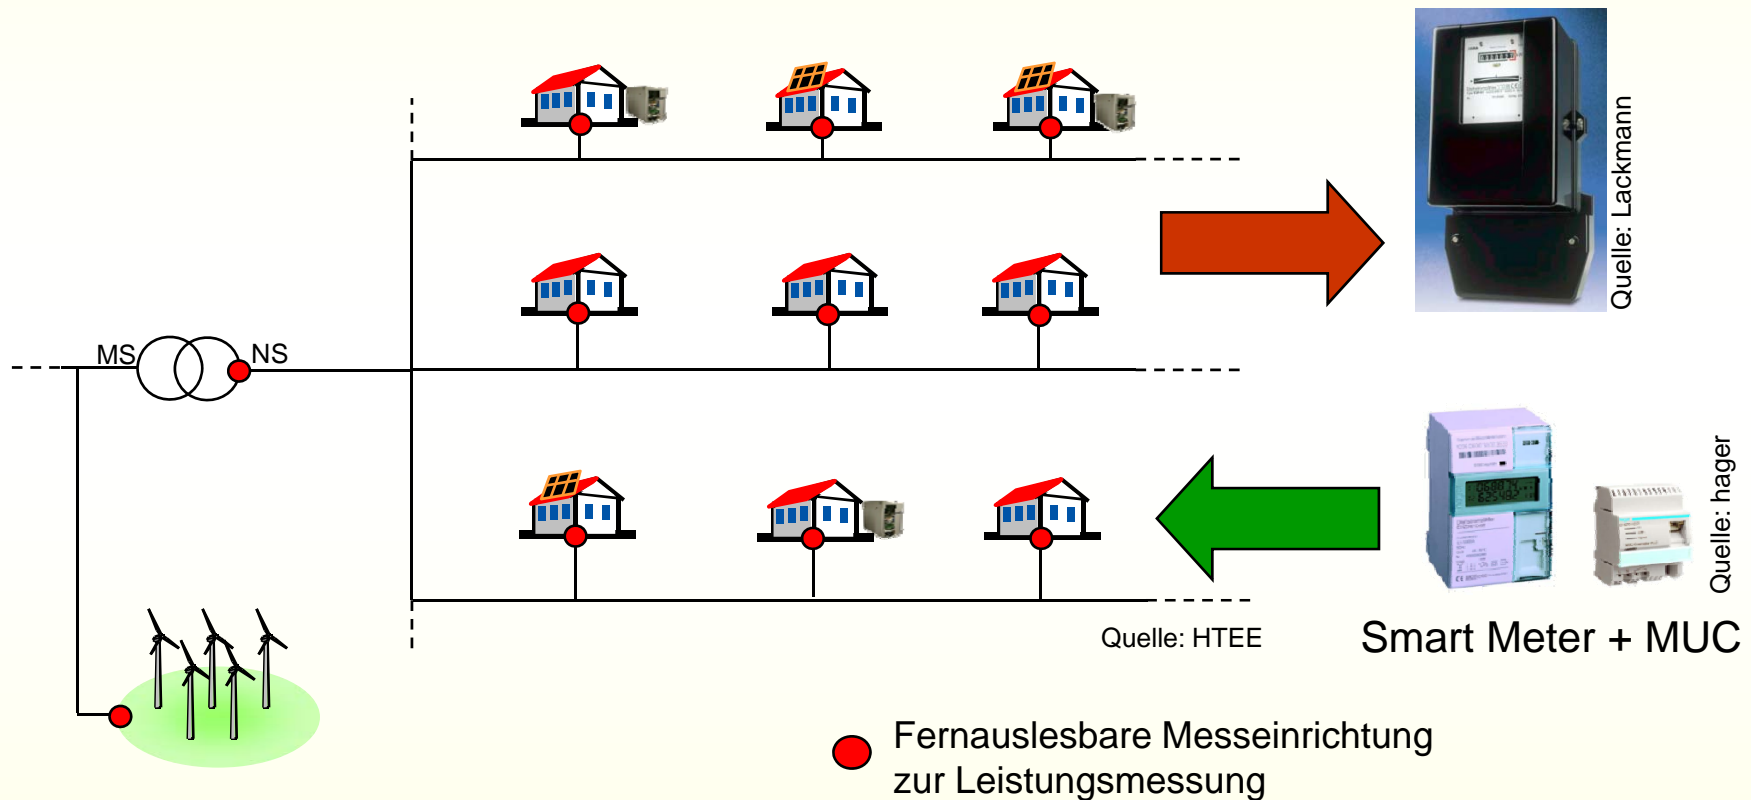 Quelle: Lackmann
MS
NS
Quelle: hager
Quelle: HTEE
Smart Meter + MUC
Fernauslesbare Messeinrichtung
zur Leistungsmessung